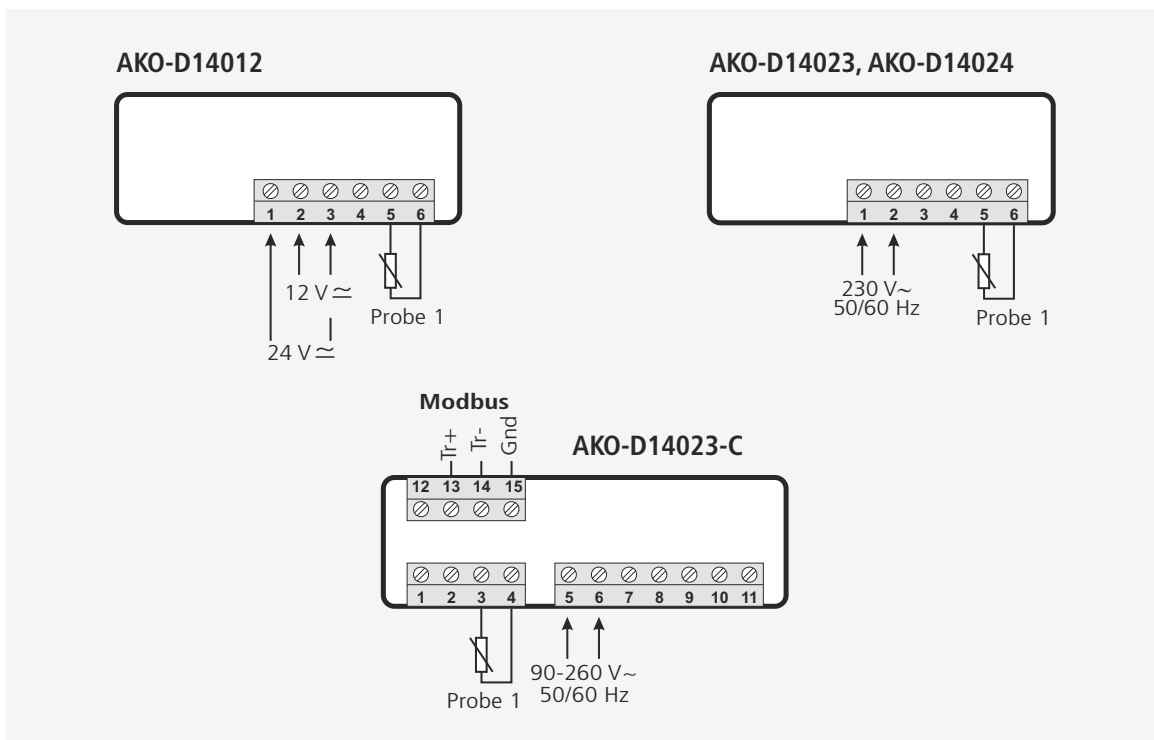 AKO-D14012
1 2 3 4 5 6
12 V ≂
24 V ≂
Probe 1
AKO-D14023, AKO-D14024
1 2 3 4 5 6
230 V~
50/60 Hz
Probe 1
Modbus
Tr+
Tr-
Gnd
AKO-D14023-C
12 13 14 15
1 2 3 4
5 6 7 8 9 10 11
Probe 1
90-260 V~
50/60 Hz